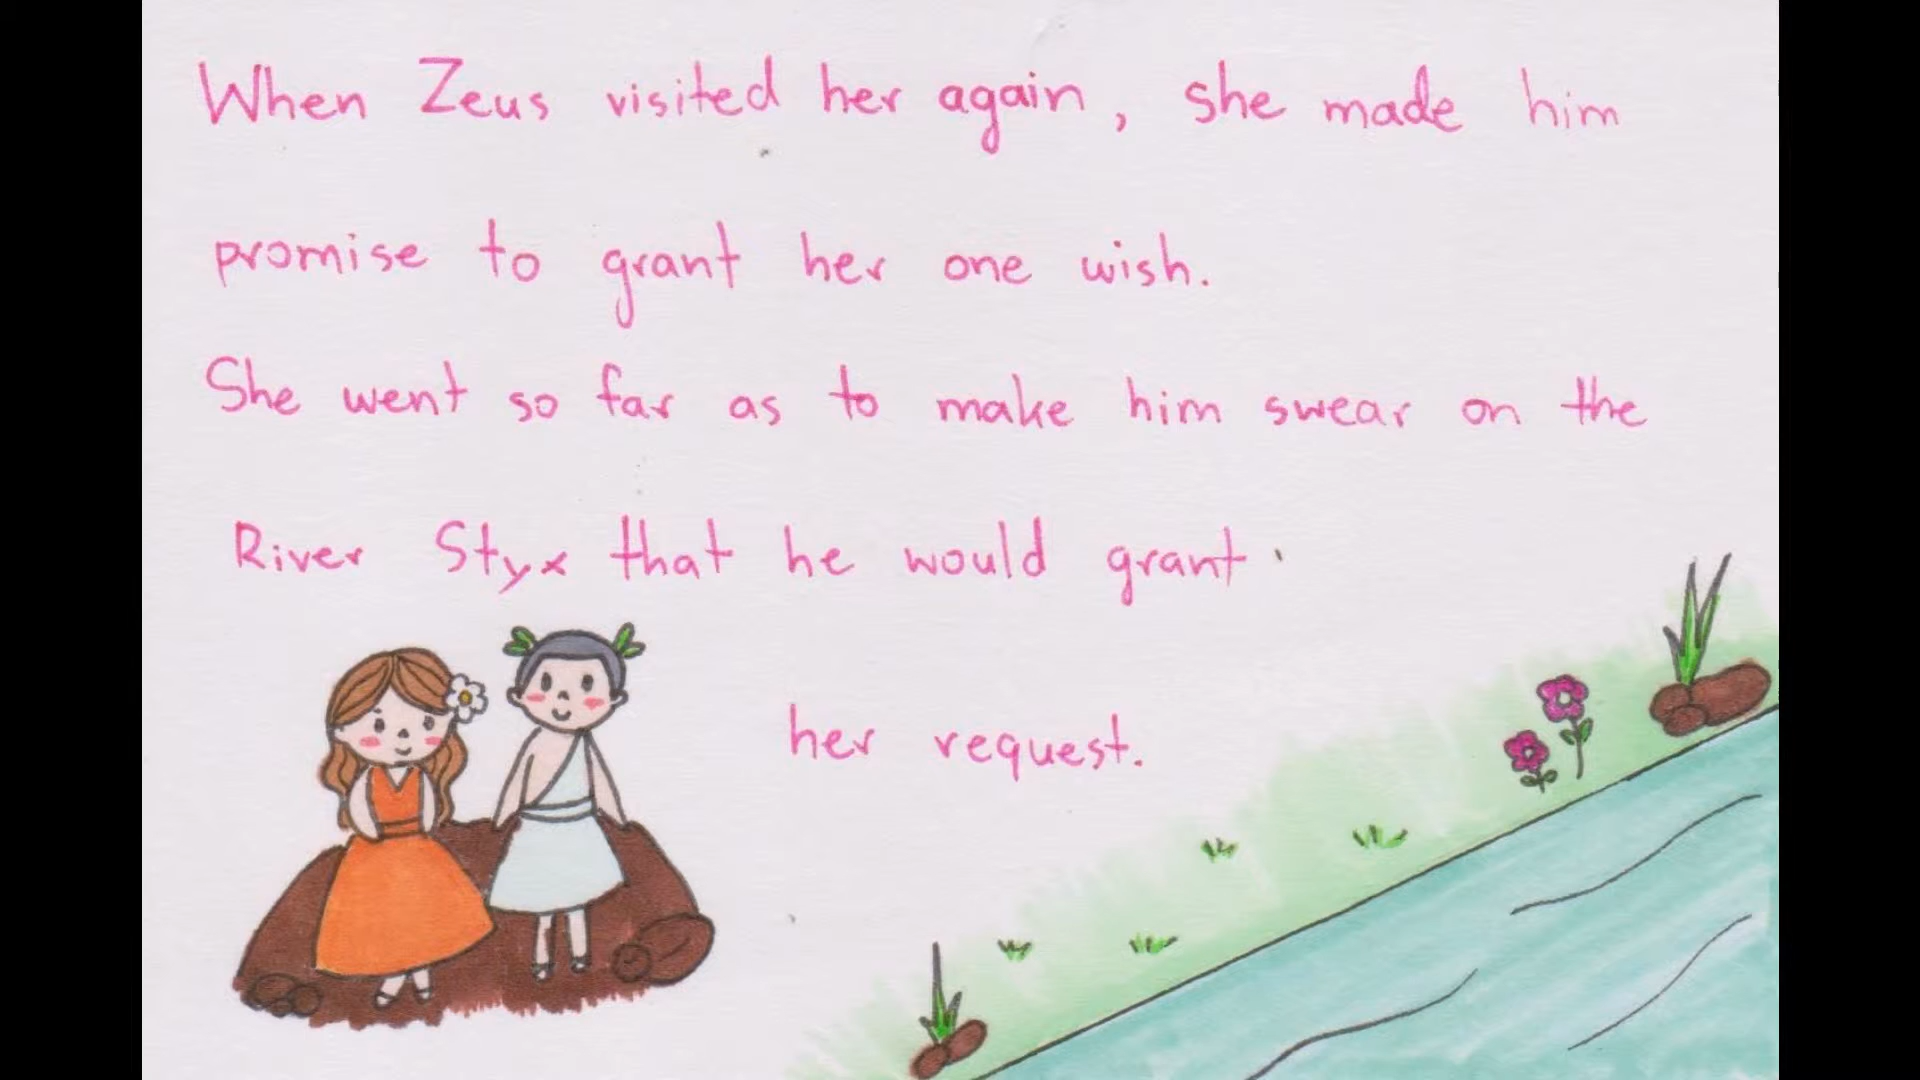 When Zeus visited her again, she made him
promise to grant her one wish.
She went so far as to make him swear on the
River Styx that he would grant
her request.